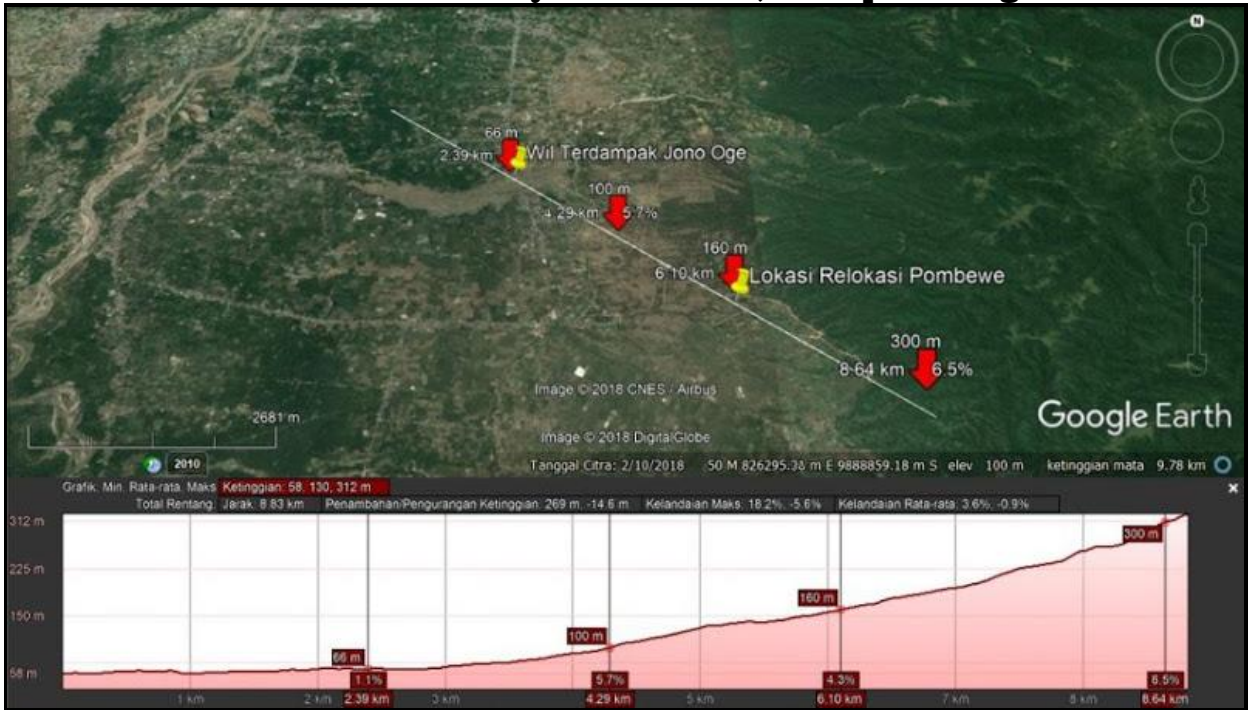 N
66 m
2.39 km Wil Terdampak Jono Oge
100 m
4.29 km 5.7%
160 m
6.10 km Lokasi Relokasi Pombewe
300 m
8.64 km 6.5%
Image © 2018 CNES / Airbus
2681 m
Image © 2018 DigitalGlobe
Google Earth
2010
Tanggal Citra: 2/10/2018 50 M 826295.38 m E 9888859.18 m S elev 100 m ketinggian mata 9.78 km
Grafik: Min. Rata-rata. Maks Ketinggian: 58. 130, 312 m
Total Rentang: Jarak: 8.83 km Penambahan/Pengurangan Ketinggian: 269 m, -14.6 m Kelandaian Maks: 18.2%, -5.6% Kelandaian Rata-rata: 3.6%, -0.9%
312 m
300 m
225 m
160 m
150 m
100 m
66 m
58 m
1.1% 5.7% 4.3% 6.5%
1 km 2 km 2.39 km 3 km 4.29 km 5 km 6.10 km 7 km 8 km 8.64 km